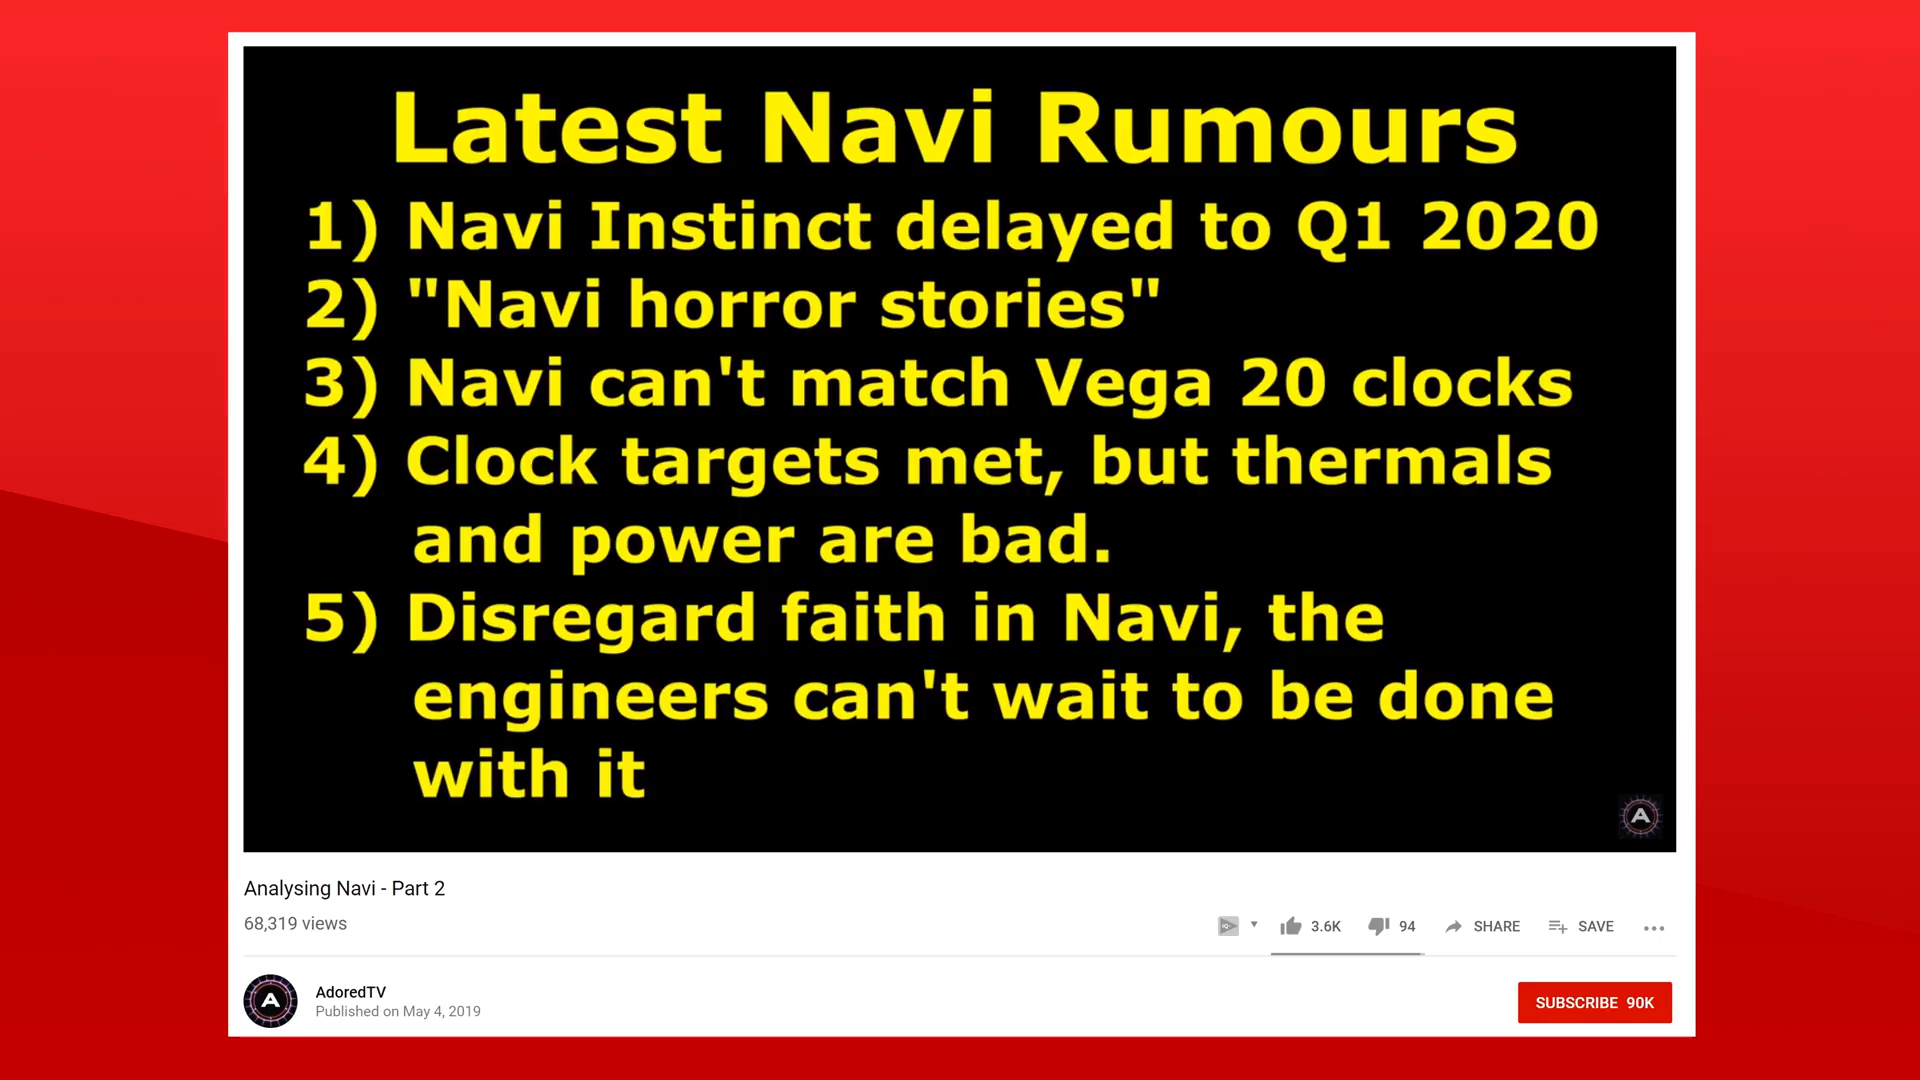 Latest Navi Rumours
1) Navi Instinct delayed to Q1 2020
2) "Navi horror stories"
3) Navi can't match Vega 20 clocks
4) Clock targets met, but thermals
and power are bad.
5) Disregard faith in Navi, the
engineers can't wait to be done
with it
A
Analysing Navi - Part 2
68,319 views
3.6K 94 SHARE SAVE
A
AdoredTV
Published on May 4, 2019
SUBSCRIBE 90K